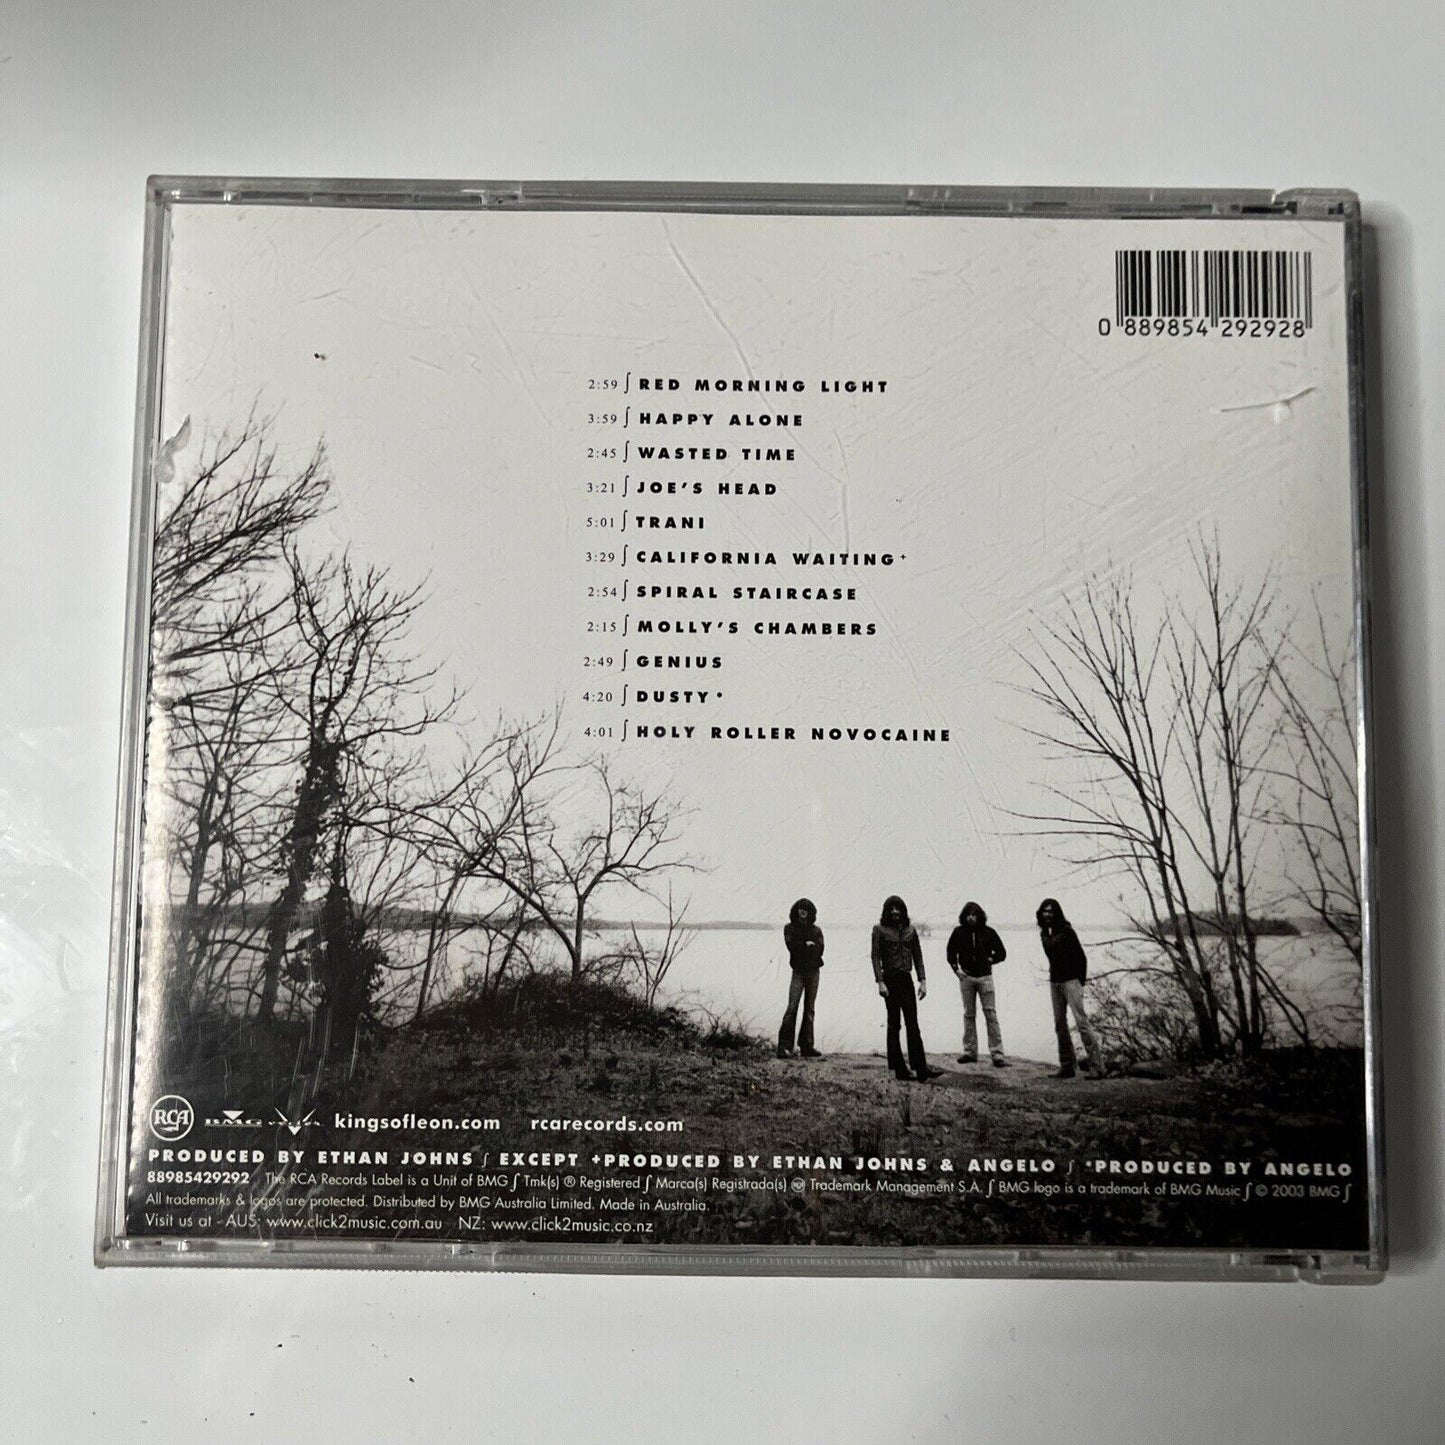 0 889854 292928
2:59 ∫ RED MORNING LIGHT
3:59 ∫ HAPPY ALONE
2:45 ∫ WASTED TIME
3:21 ∫ JOE'S HEAD
5:01 ∫ TRANI
3:29 ∫ CALIFORNIA WAITING+
2:54 ∫ SPIRAL STAIRCASE
2:15 ∫ MOLLY'S CHAMBERS
2:49 ∫ GENIUS
4:20 ∫ DUSTY*
4:01 ∫ HOLY ROLLER NOVOCAINE
RCA BMG kingsofleon.com rcarecords.com
PRODUCED BY ETHAN JOHNS ∫ EXCEPT +PRODUCED BY ETHAN JOHNS & ANGELO ∫ *PRODUCED BY ANGELO
88985429292 The RCA Records Label is a Unit of BMG ∫ Tmk(s) ® Registered ∫ Marca(s) Registrada(s) RCA Trademark Management S.A. ∫ BMG logo is a trademark of BMG Music ∫ © 2003 BMG ∫
All trademarks & logos are protected. Distributed by BMG Australia Limited. Made in Australia.
Visit us at - AUS: www.click2music.com.au NZ: www.click2music.co.nz